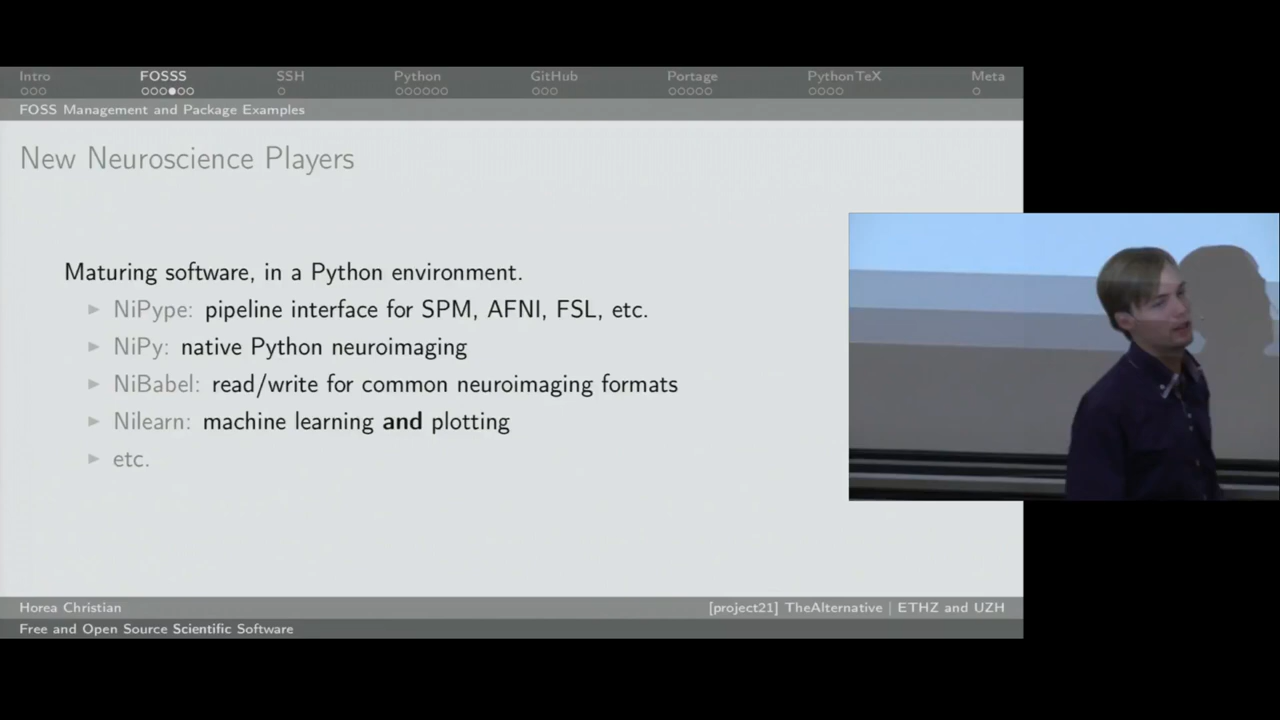 Intro FOSSS SSH Python GitHub Portage PythonTeX Meta
FOSS Management and Package Examples
New Neuroscience Players
Maturing software, in a Python environment.
NiPype: pipeline interface for SPM, AFNI, FSL, etc.
NiPy: native Python neuroimaging
NiBabel: read/write for common neuroimaging formats
Nilearn: machine learning and plotting
etc.
Horea Christian [project21] TheAlternative | ETHZ and UZH
Free and Open Source Scientific Software